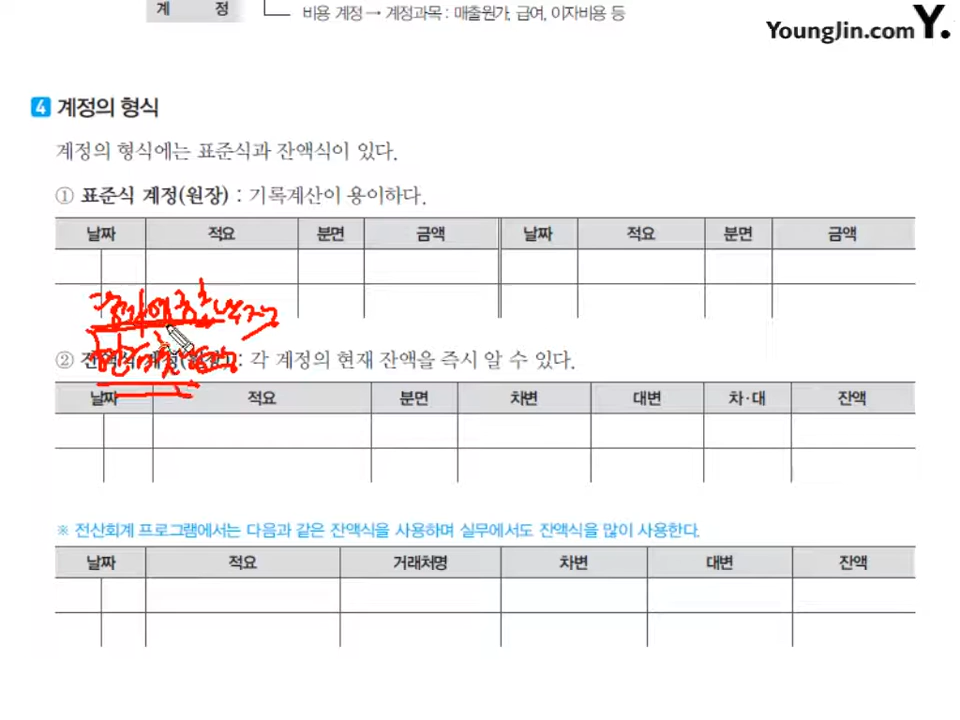 계 정
비용 계정 → 계정과목 : 매출원가, 급여, 이자비용 등
YoungJin.com Y.
4 계정의 형식
계정의 형식에는 표준식과 잔액식이 있다.
① 표준식 계정(원장) : 기록계산이 용이하다.
날짜 적요 분면 금액 날짜 적요 분면 금액
② 잔액식 계정(원장) : 각 계정의 현재 잔액을 즉시 알 수 있다.
날짜 적요 분면 차변 대변 차·대 잔액
※ 전산회계 프로그램에서는 다음과 같은 잔액식을 사용하며 실무에서도 잔액식을 많이 사용한다.
날짜 적요 거래처명 차변 대변 잔액